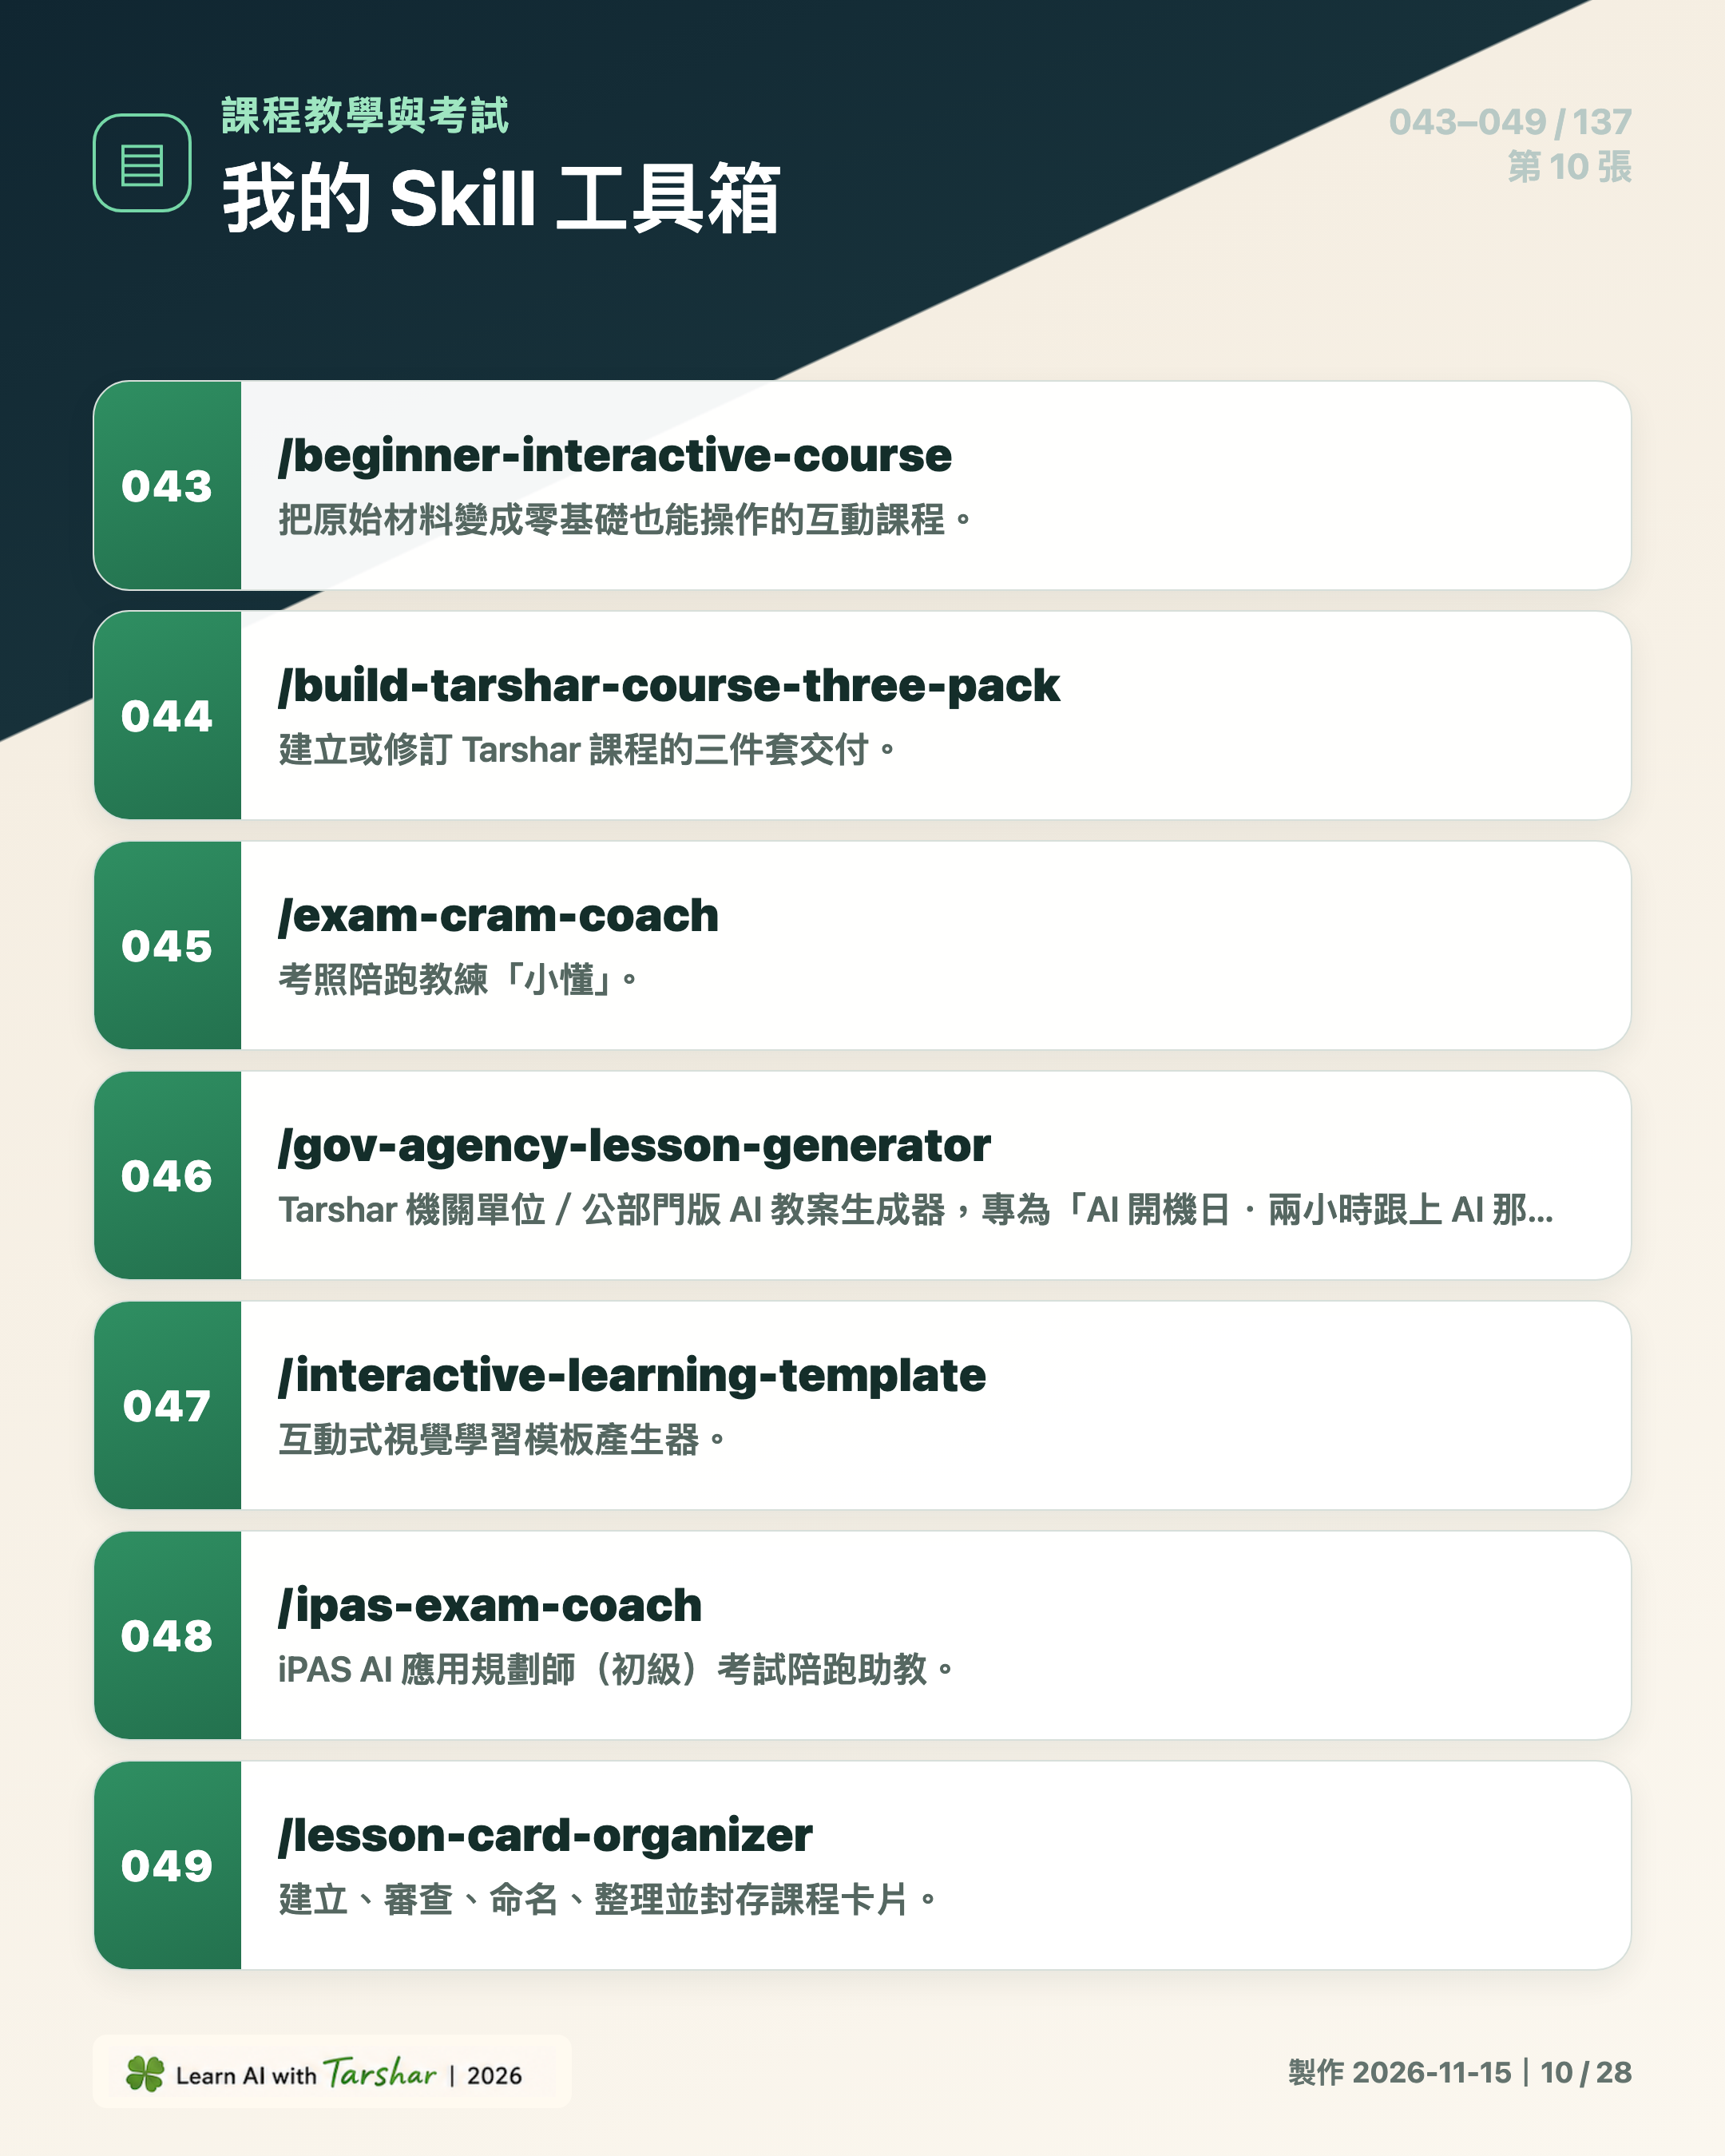 課程教學與考試
我的 Skill 工具箱
043–049 / 137
第 10 張
043
/beginner-interactive-course
把原始材料變成零基礎也能操作的互動課程。
044
/build-tarshar-course-three-pack
建立或修訂 Tarshar 課程的三件套交付。
045
/exam-cram-coach
考照陪跑教練「小懂」。
046
/gov-agency-lesson-generator
Tarshar 機關單位 / 公部門版 AI 教案生成器，專為「AI 開機日 · 兩小時跟上 AI 那...
047
/interactive-learning-template
互動式視覺學習模板產生器。
048
/ipas-exam-coach
iPAS AI 應用規劃師（初級）考試陪跑助教。
049
/lesson-card-organizer
建立、審查、命名、整理並封存課程卡片。
Learn AI with Tarshar | 2026
製作 2026-11-15｜10 / 28